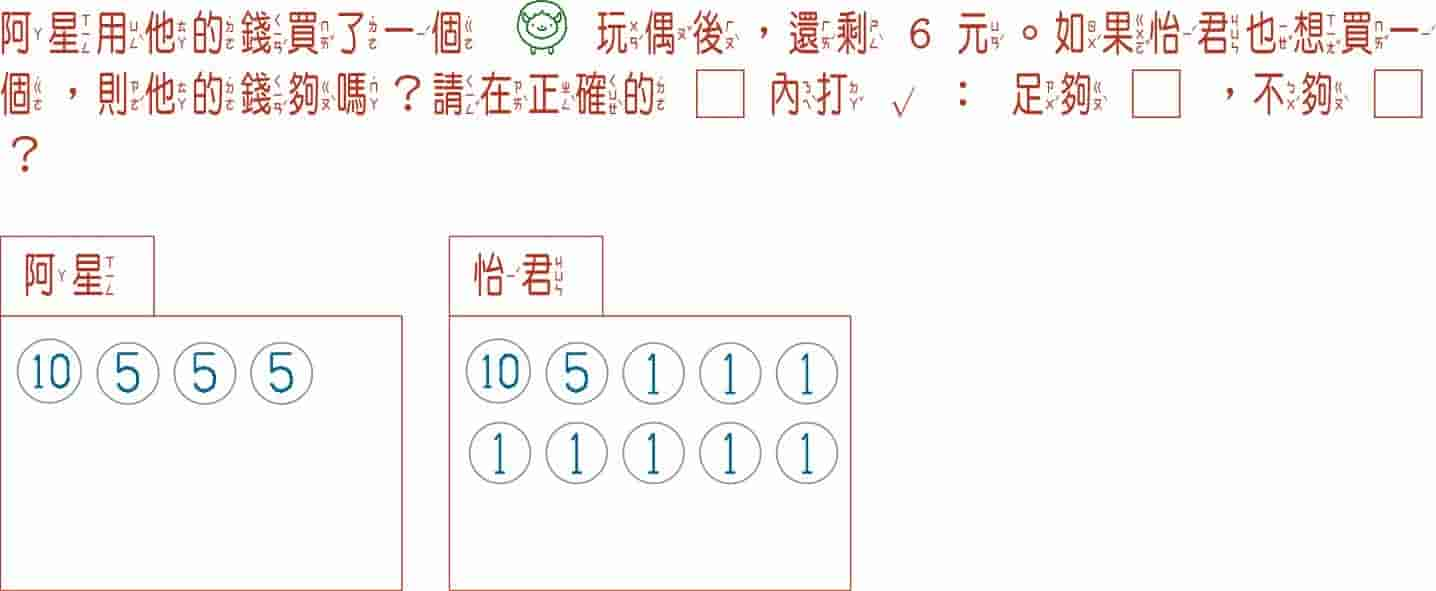 阿星用他的錢買了一個 玩偶後，還剩 6 元。如果怡君也想買一
個，則他的錢夠嗎？請在正確的 □ 內打 √ ： 足夠 □ ，不夠 □
？
阿星 怡君
10 5 5 5 10 5 1 1 1
1 1 1 1 1